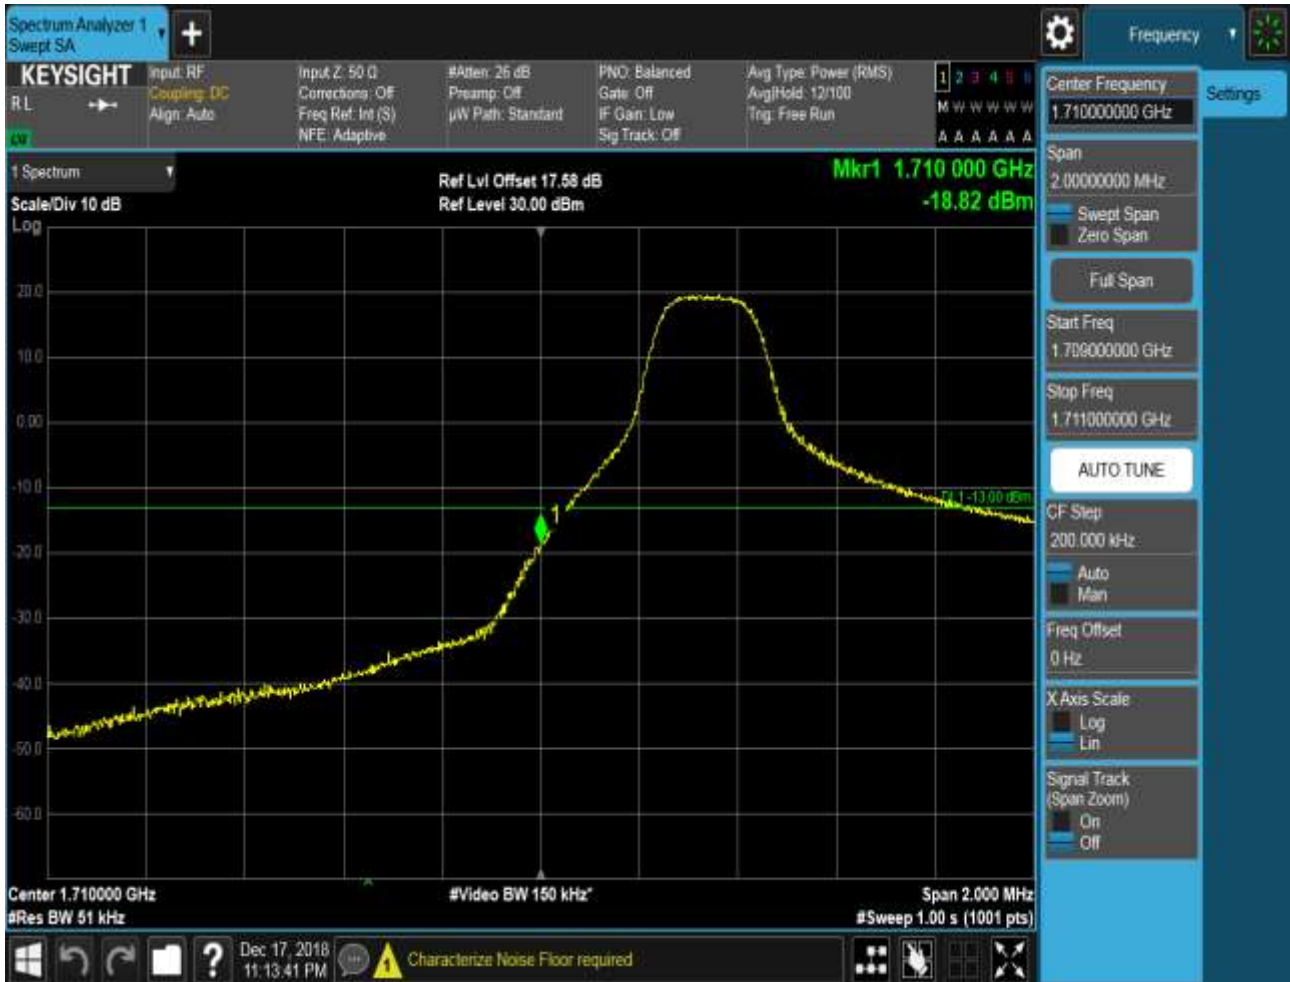 Spectrum Analyzer 1
Swept SA
+
Frequency
KEYSIGHT
RL
LXI
Input: RF
Coupling: DC
Align: Auto
Input Z: 50 Ω
Corrections: Off
Freq Ref: Int (S)
NFE: Adaptive
#Atten: 26 dB
Preamp: Off
µW Path: Standard
PNO: Balanced
Gate: Off
IF Gain: Low
Sig Track: Off
Avg Type: Power (RMS)
Avg|Hold: 12/100
Trig: Free Run
1 2 3 4 5 6
M W W W W W
A A A A A A
1 Spectrum
Scale/Div 10 dB
Log
Ref Lvl Offset 17.58 dB
Ref Level 30.00 dBm
Mkr1 1.710 000 GHz
-18.82 dBm
20.0
10.0
0.00
-10.0
-20.0
-30.0
-40.0
-50.0
-60.0
DL1 -13.00 dBm
1
Center 1.710000 GHz
#Res BW 51 kHz
#Video BW 150 kHz*
Span 2.000 MHz
#Sweep 1.00 s (1001 pts)
Center Frequency
1.710000000 GHz
Settings
Span
2.00000000 MHz
Swept Span
Zero Span
Full Span
Start Freq
1.709000000 GHz
Stop Freq
1.711000000 GHz
AUTO TUNE
CF Step
200.000 kHz
Auto
Man
Freq Offset
0 Hz
X Axis Scale
Log
Lin
Signal Track
(Span Zoom)
On
Off
?
Dec 17, 2018
11:13:41 PM
Characterize Noise Floor required